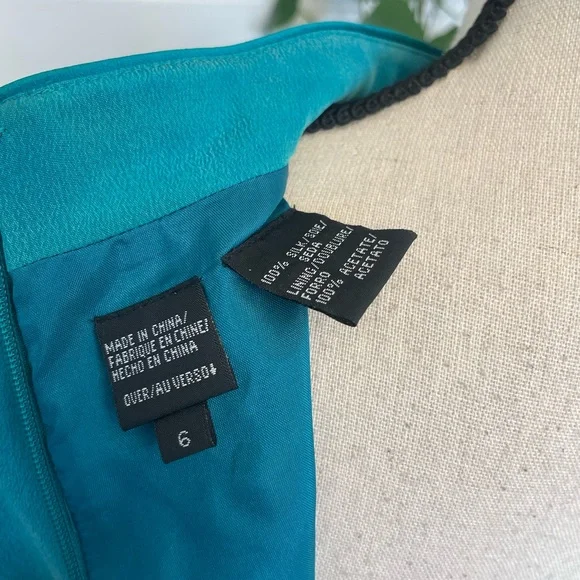 MADE IN CHINA/
FABRIQUE EN CHINE/
HECHO EN CHINA
OVER/AU VERSO
6
100% SILK/SOIE/
SEDA
LINING/DOUBLURE/
FORRO
100% ACETATE/
ACETATO